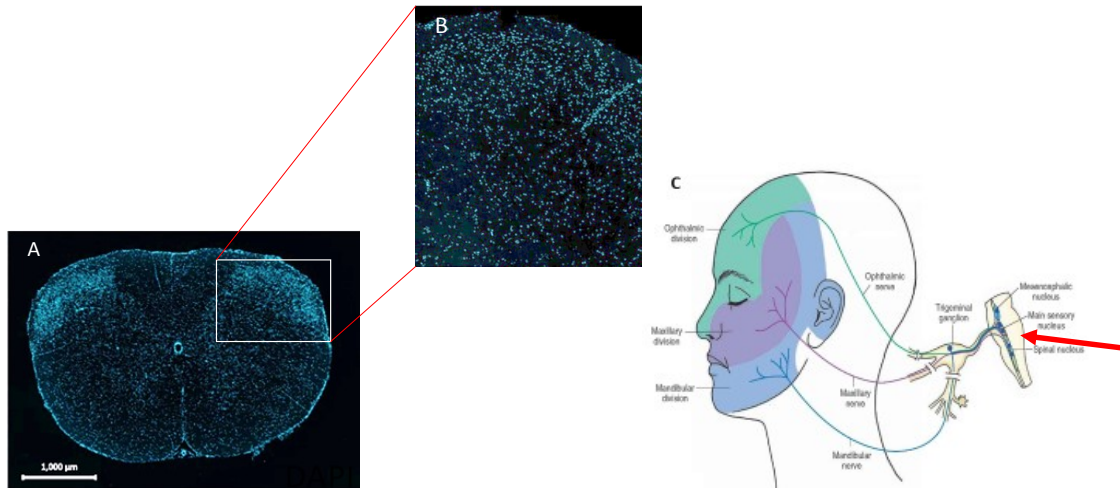 B
A
1,000 µm
DAPI
c
Ophthalmic
division
Ophthalmic
nerve
Maxillary
division
Mandibular
division
Maxillary
nerve
Mandibular
nerve
Trigeminal
ganglion
Mesencephalic
nucleus
Main sensory
nucleus
Spinal nucleus